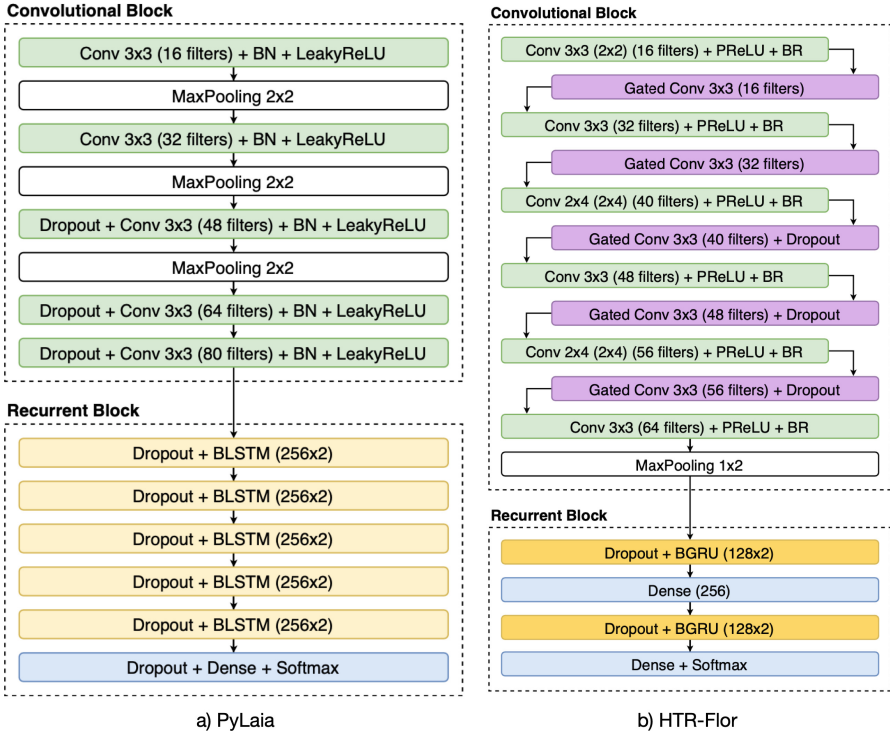 Convolutional Block
Conv 3x3 (16 filters) + BN + LeakyReLU
MaxPooling 2x2
Conv 3x3 (32 filters) + BN + LeakyReLU
MaxPooling 2x2
Dropout + Conv 3x3 (48 filters) + BN + LeakyReLU
MaxPooling 2x2
Dropout + Conv 3x3 (64 filters) + BN + LeakyReLU
Dropout + Conv 3x3 (80 filters) + BN + LeakyReLU
Recurrent Block
Dropout + BLSTM (256x2)
Dropout + BLSTM (256x2)
Dropout + BLSTM (256x2)
Dropout + BLSTM (256x2)
Dropout + BLSTM (256x2)
Dropout + Dense + Softmax
a) PyLaia
Convolutional Block
Conv 3x3 (2x2) (16 filters) + PReLU + BR
Gated Conv 3x3 (16 filters)
Conv 3x3 (32 filters) + PReLU + BR
Gated Conv 3x3 (32 filters)
Conv 2x4 (2x4) (40 filters) + PReLU + BR
Gated Conv 3x3 (40 filters) + Dropout
Conv 3x3 (48 filters) + PReLU + BR
Gated Conv 3x3 (48 filters) + Dropout
Conv 2x4 (2x4) (56 filters) + PReLU + BR
Gated Conv 3x3 (56 filters) + Dropout
Conv 3x3 (64 filters) + PReLU + BR
MaxPooling 1x2
Recurrent Block
Dropout + BGRU (128x2)
Dense (256)
Dropout + BGRU (128x2)
Dense + Softmax
b) HTR-Flor